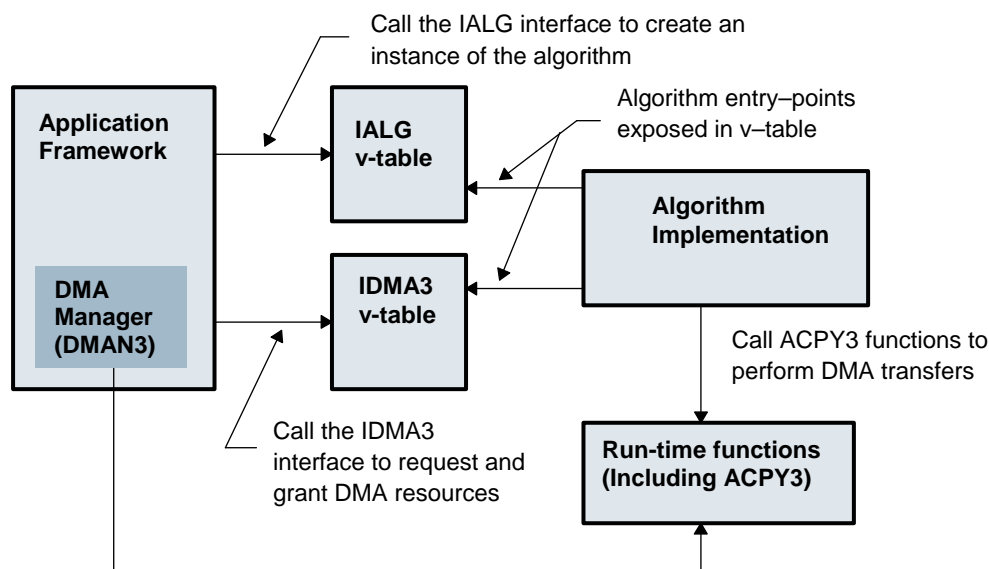 Call the IALG interface to create an
instance of the algorithm
Application
Framework
IALG
v-table
Algorithm entry–points
exposed in v–table
Algorithm
Implementation
DMA
Manager
(DMAN3)
IDMA3
v-table
Call ACPY3 functions to
perform DMA transfers
Call the IDMA3
interface to request and
grant DMA resources
Run-time functions
(Including ACPY3)